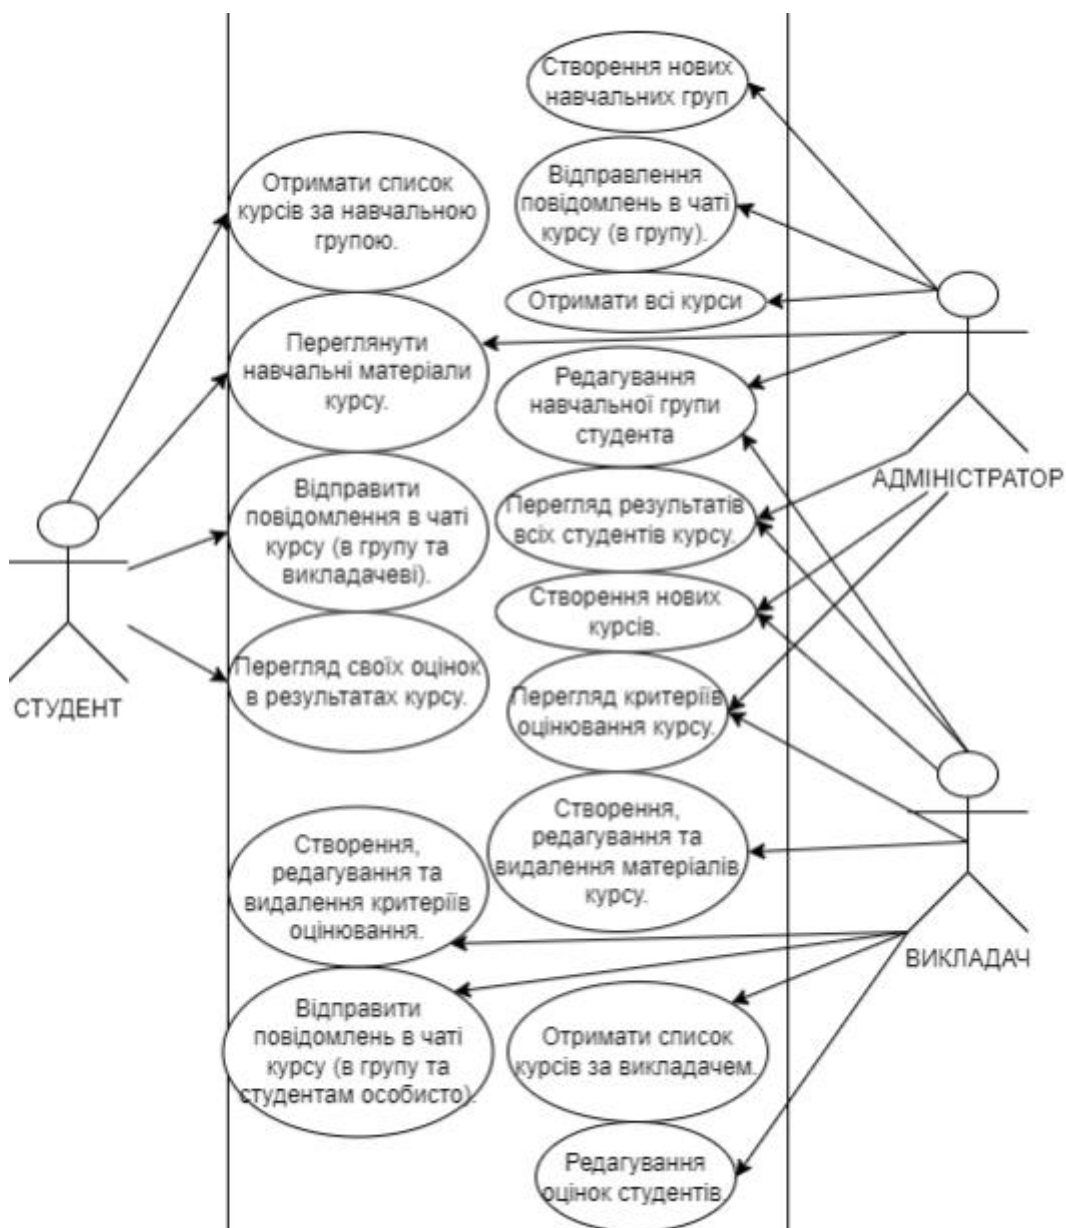 Створення нових
навчальних груп
Отримати список
курсів за навчальною
групою.
Відправлення
повідомлень в чаті
курсу (в групу).
Отримати всі курси
Переглянути
навчальні матеріали
курсу.
Редагування
навчальної групи
студента
АДМІНІСТРАТОР
Відправити
повідомлення в чаті
курсу (в групу та
викладачеві).
Перегляд результатів
всіх студентів курсу.
Створення нових
курсів.
СТУДЕНТ
Перегляд своїх оцінок
в результатах курсу.
Перегляд критеріїв
оцінювання курсу.
Створення,
редагування та
видалення матеріалів
курсу.
Створення,
редагування та
видалення критеріїв
оцінювання.
ВИКЛАДАЧ
Відправити
повідомлень в чаті
курсу (в групу та
студентам особисто).
Отримати список
курсів за викладачем.
Редагування
оцінок студентів.